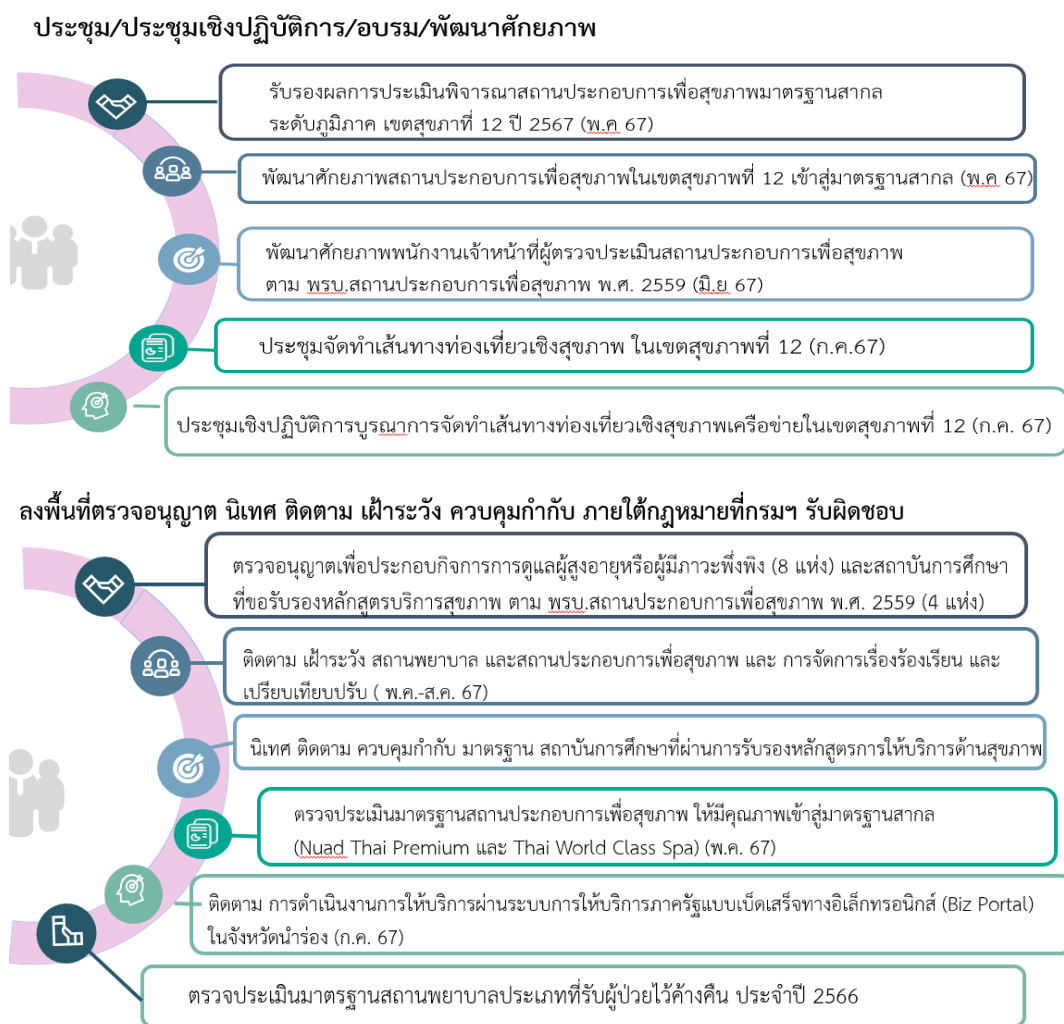 ประชุม/ประชุมเชิงปฏิบัติการ/อบรม/พัฒนาศักยภาพ
รับรองผลการประเมินพิจารณาสถานประกอบการเพื่อสุขภาพมาตรฐานสากล
ระดับภูมิภาค เขตสุขภาที่ 12 ปี 2567 (พ.ค 67)
พัฒนาศักยภาพสถานประกอบการเพื่อสุขภาพในเขตสุขภาพที่ 12 เข้าสู่มาตรฐานสากล (พ.ค 67)
พัฒนาศักยภาพพนักงานเจ้าหน้าที่ผู้ตรวจประเมินสถานประกอบการเพื่อสุขภาพ
ตาม พรบ.สถานประกอบการเพื่อสุขภาพ พ.ศ. 2559 (มิ.ย 67)
ประชุมจัดทำเส้นทางท่องเที่ยวเชิงสุขภาพ ในเขตสุขภาพที่ 12 (ก.ค.67)
ประชุมเชิงปฏิบัติการบูรณาการจัดทำเส้นทางท่องเที่ยวเชิงสุขภาพเครือข่ายในเขตสุขภาพที่ 12 (ก.ค. 67)
ลงพื้นที่ตรวจอนุญาต นิเทศ ติดตาม เฝ้าระวัง ควบคุมกำกับ ภายใต้กฎหมายที่กรมฯ รับผิดชอบ
ตรวจอนุญาตเพื่อประกอบกิจการการดูแลผู้สูงอายุหรือผู้มีภาวะพึ่งพิง (8 แห่ง) และสถาบันการศึกษา
ที่ขอรับรองหลักสูตรบริการสุขภาพ ตาม พรบ.สถานประกอบการเพื่อสุขภาพ พ.ศ. 2559 (4 แห่ง)
ติดตาม เฝ้าระวัง สถานพยาบาล และสถานประกอบการเพื่อสุขภาพ และ การจัดการเรื่องร้องเรียน และ
เปรียบเทียบปรับ ( พ.ค.-ส.ค. 67)
นิเทศ ติดตาม ควบคุมกำกับ มาตรฐาน สถาบันการศึกษาที่ผ่านการรับรองหลักสูตรการให้บริการด้านสุขภาพ
ตรวจประเมินมาตรฐานสถานประกอบการเพื่อสุขภาพ ให้มีคุณภาพเข้าสู่มาตรฐานสากล
(Nuad Thai Premium และ Thai World Class Spa) (พ.ค. 67)
ติดตาม การดำเนินงานการให้บริการผ่านระบบการให้บริการภาครัฐแบบเบ็ดเสร็จทางอิเล็กทรอนิกส์ (Biz Portal)
ในจังหวัดนำร่อง (ก.ค. 67)
ตรวจประเมินมาตรฐานสถานพยาบาลประเภทที่รับผู้ป่วยไว้ค้างคืน ประจำปี 2566